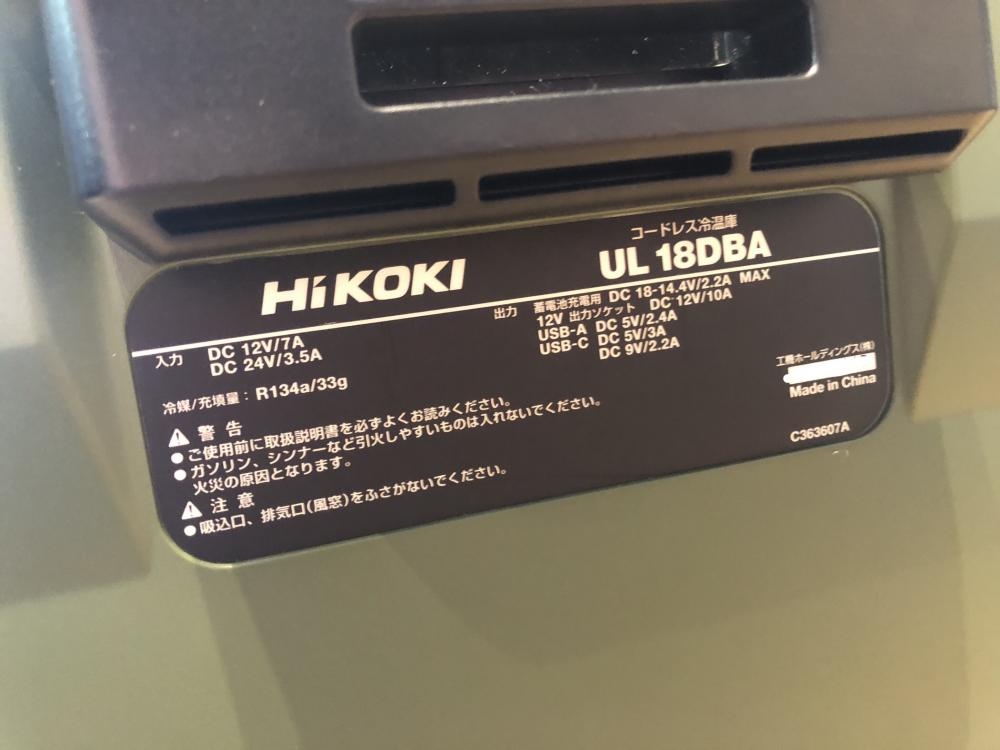 コードレス冷温庫
HiKOKI
UL 18DBA
入力 DC 12V/7A
DC 24V/3.5A
出力 蓄電池充電用 DC 18-14.4V/2.2A MAX
12V 出力ソケット DC 12V/10A
USB-A DC 5V/2.4A
USB-C DC 5V/3A
DC 9V/2.2A
冷媒/充填量: R134a/33g
工機ホールディングス(株)
Made in China
C363607A
警告
●ご使用前に取扱説明書を必ずよくお読みください。
●ガソリン、シンナーなど引火しやすいものは入れないでください。
火災の原因となります。
注意
●吸込口、排気口(風窓)をふさがないでください。